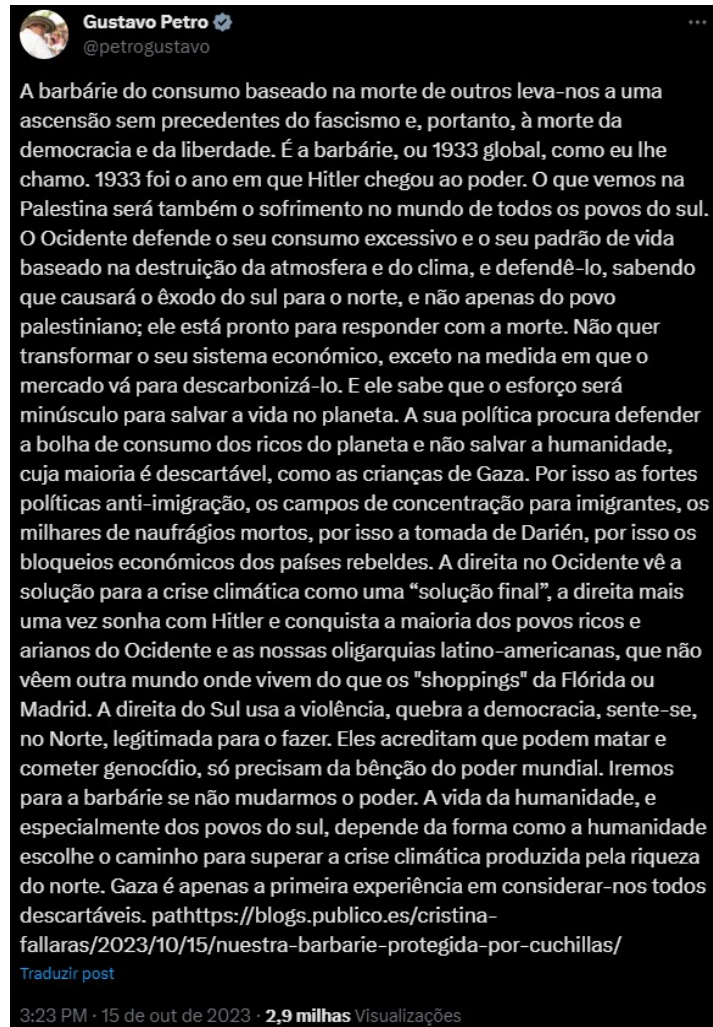 Gustavo Petro
@petrogustavo
A barbárie do consumo baseado na morte de outros leva-nos a uma
ascensão sem precedentes do fascismo e, portanto, à morte da
democracia e da liberdade. É a barbárie, ou 1933 global, como eu lhe
chamo. 1933 foi o ano em que Hitler chegou ao poder. O que vemos na
Palestina será também o sofrimento no mundo de todos os povos do sul.
O Ocidente defende o seu consumo excessivo e o seu padrão de vida
baseado na destruição da atmosfera e do clima, e defendê-lo, sabendo
que causará o êxodo do sul para o norte, e não apenas do povo
palestiniano; ele está pronto para responder com a morte. Não quer
transformar o seu sistema económico, exceto na medida em que o
mercado vá para descarbonizá-lo. E ele sabe que o esforço será
minúsculo para salvar a vida no planeta. A sua política procura defender
a bolha de consumo dos ricos do planeta e não salvar a humanidade,
cuja maioria é descartável, como as crianças de Gaza. Por isso as fortes
políticas anti-imigração, os campos de concentração para imigrantes, os
milhares de naufrágios mortos, por isso a tomada de Darién, por isso os
bloqueios económicos dos países rebeldes. A direita no Ocidente vê a
solução para a crise climática como uma “solução final”, a direita mais
uma vez sonha com Hitler e conquista a maioria dos povos ricos e
arianos do Ocidente e as nossas oligarquias latino-americanas, que não
vêem outra mundo onde vivem do que os "shoppings" da Flórida ou
Madrid. A direita do Sul usa a violência, quebra a democracia, sente-se,
no Norte, legitimada para o fazer. Eles acreditam que podem matar e
cometer genocídio, só precisam da bênção do poder mundial. Iremos
para a barbárie se não mudarmos o poder. A vida da humanidade, e
especialmente dos povos do sul, depende da forma como a humanidade
escolhe o caminho para superar a crise climática produzida pela riqueza
do norte. Gaza é apenas a primeira experiência em considerar-nos todos
descartáveis. pathttps://blogs.publico.es/cristina-
fallaras/2023/10/15/nuestra-barbarie-protegida-por-cuchillas/
Traduzir post
3:23 PM · 15 de out de 2023 · 2,9 milhas Visualizações